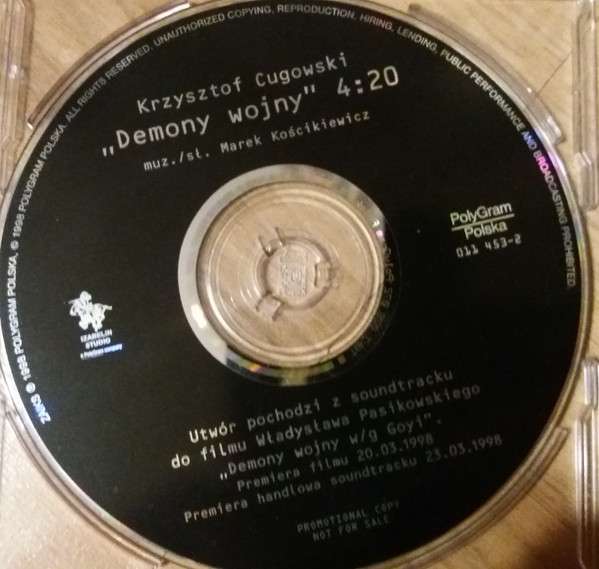 ZAiKS ℗ 1998 POLYGRAM POLSKA, © 1998 POLYGRAM POLSKA. ALL RIGHTS RESERVED. UNAUTHORIZED COPYING, REPRODUCTION, HIRING, LENDING, PUBLIC PERFORMANCE AND BROADCASTING PROHIBITED.
Krzysztof Cugowski
„Demony wojny" 4:20
muz./sł. Marek Kościkiewicz
PolyGram
Polska
011 453-2
IZABELIN
STUDIO
a PolyGram company
Utwór pochodzi z soundtracku
do filmu Władysława Pasikowskiego
„Demony wojny w/g Goyi".
Premiera filmu 20.03.1998
Premiera handlowa soundtracku 23.03.1998
PROMOTIONAL COPY
NOT FOR SALE